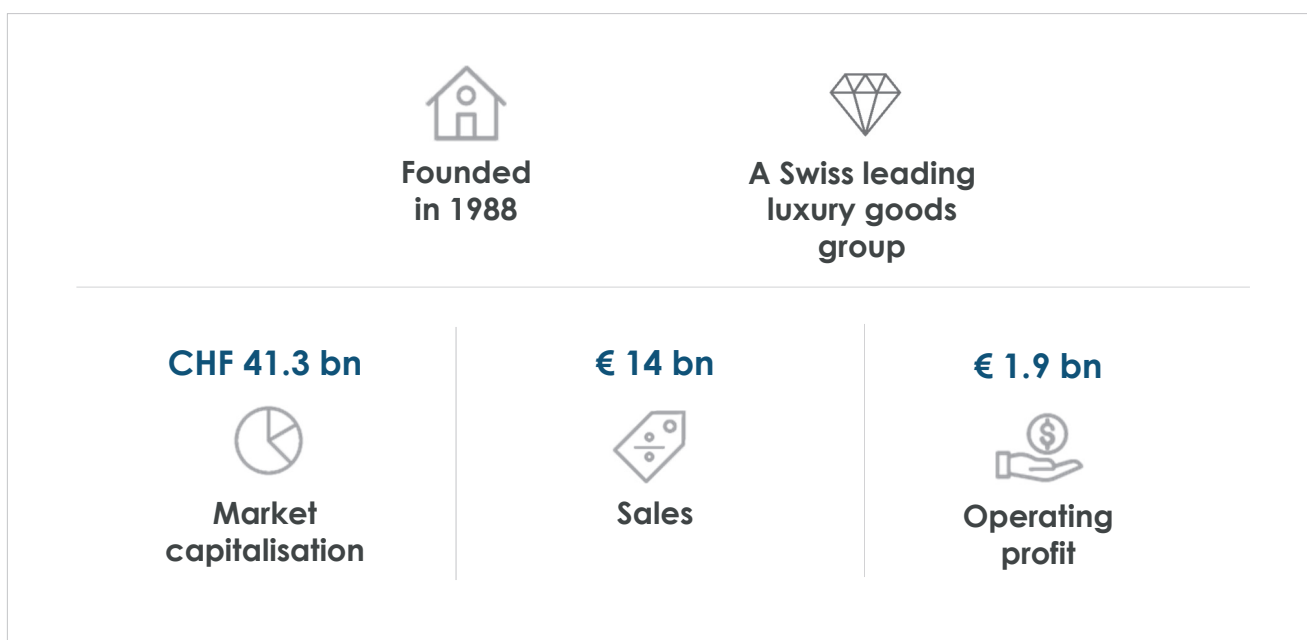 Founded
in 1988
A Swiss leading
luxury goods
group
CHF 41.3 bn
Market
capitalisation
€ 14 bn
Sales
€ 1.9 bn
Operating
profit